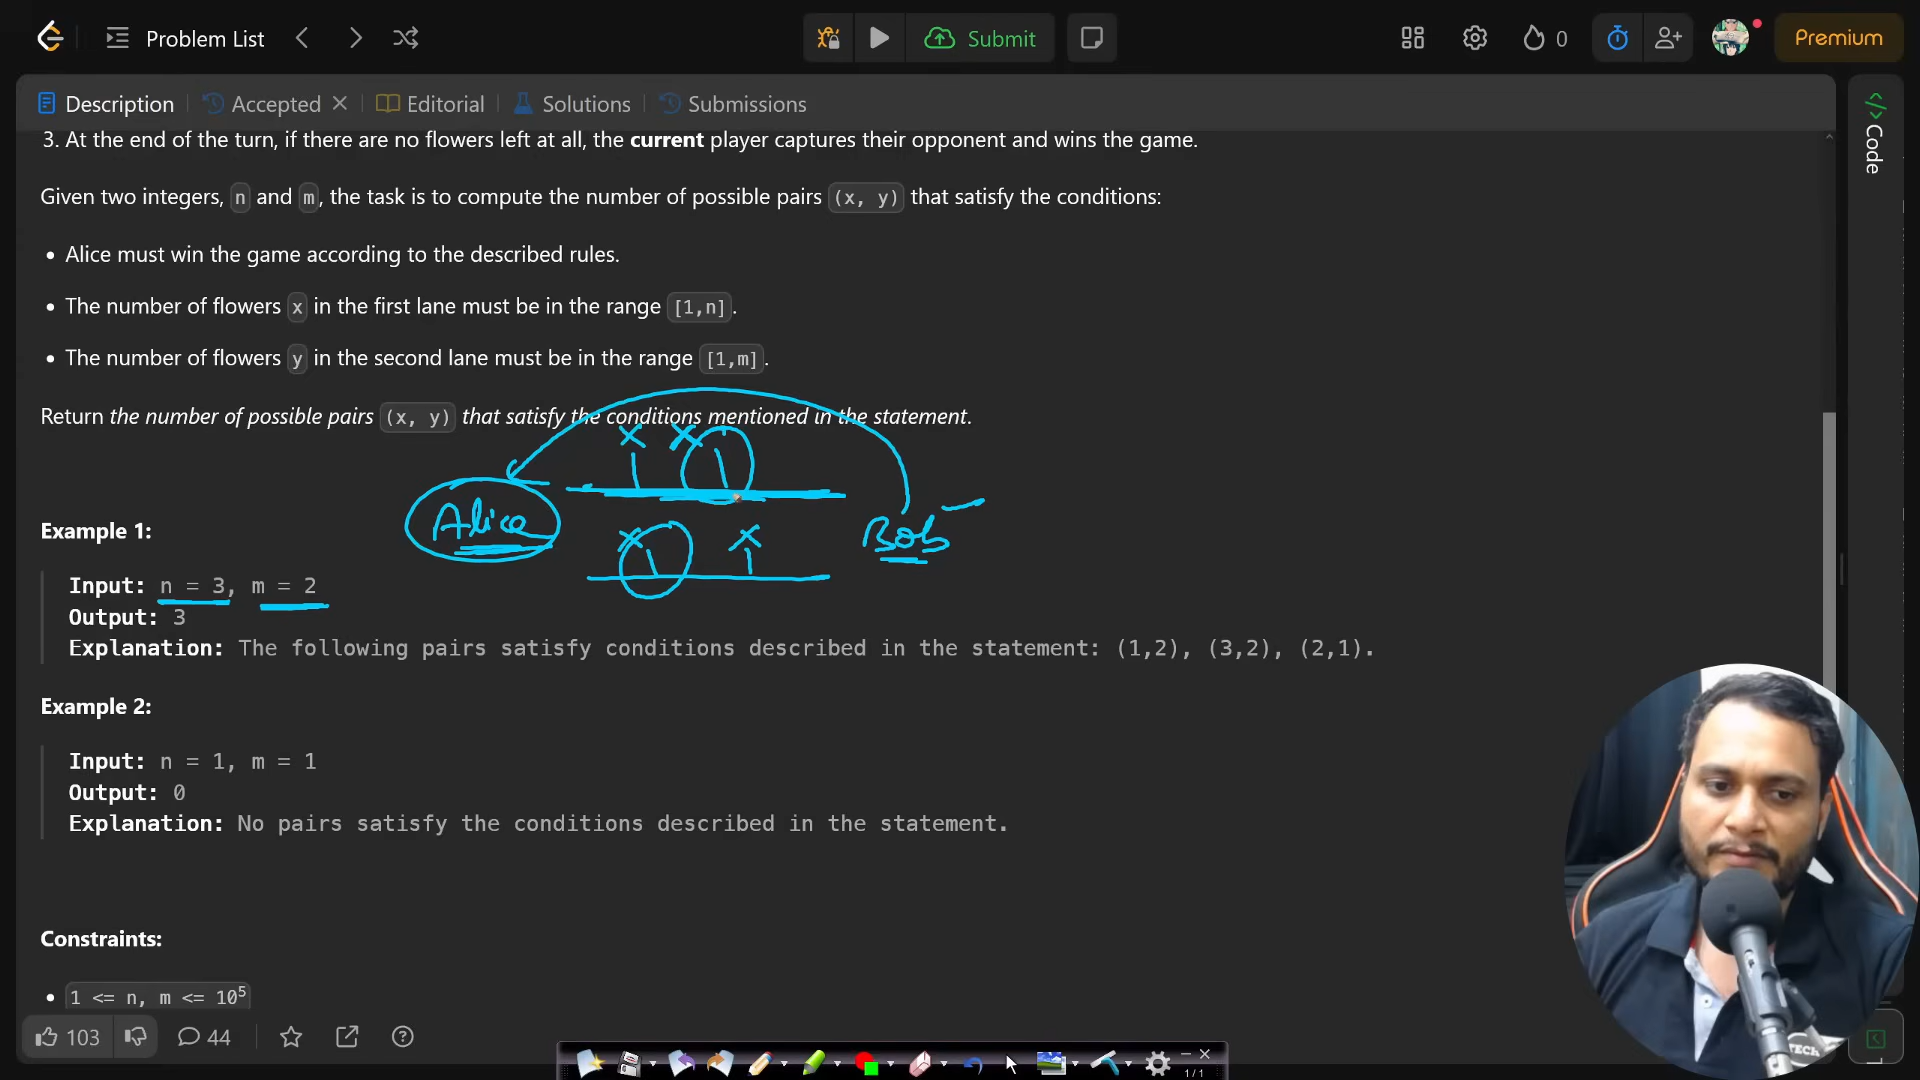 Problem List
Submit
0
Premium
Description
Accepted
Editorial
Solutions
Submissions
Code
3. At the end of the turn, if there are no flowers left at all, the current player captures their opponent and wins the game.
Given two integers, n and m, the task is to compute the number of possible pairs (x, y) that satisfy the conditions:
• Alice must win the game according to the described rules.
• The number of flowers x in the first lane must be in the range [1,n].
• The number of flowers y in the second lane must be in the range [1,m].
Return the number of possible pairs (x, y) that satisfy the conditions mentioned in the statement.
Alice
Bob
Example 1:
Input: n = 3, m = 2
Output: 3
Explanation: The following pairs satisfy conditions described in the statement: (1,2), (3,2), (2,1).
Example 2:
Input: n = 1, m = 1
Output: 0
Explanation: No pairs satisfy the conditions described in the statement.
Constraints:
• 1 <= n, m <= 10⁵
103
44
1/1